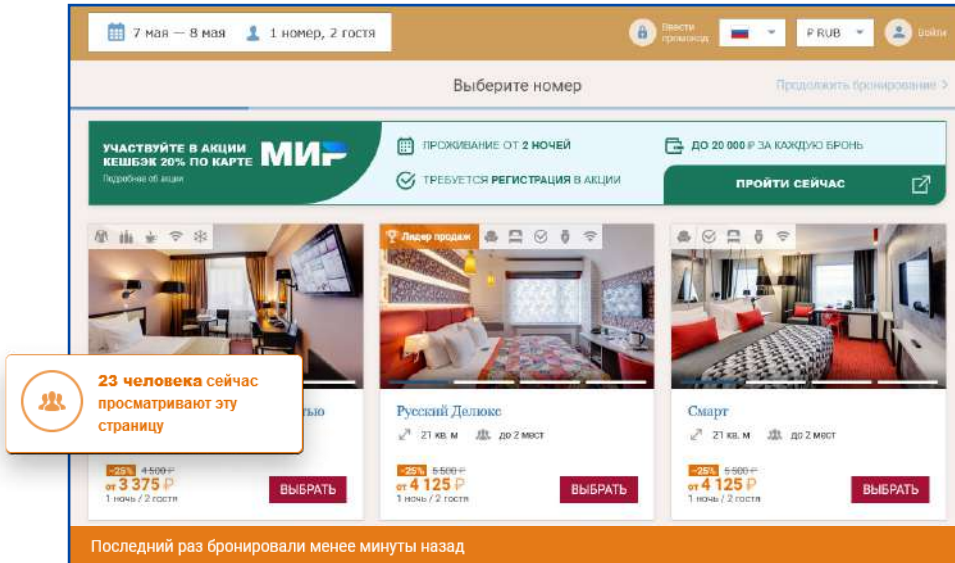 7 мая — 8 мая
1 номер, 2 гостя
Ввести
промокод
₽ RUB
Войти
Выберите номер
Продолжить бронирование >
УЧАСТВУЙТЕ В АКЦИИ
КЕШБЭК 20% ПО КАРТЕ
МИР
Подробнее об акции
ПРОЖИВАНИЕ ОТ 2 НОЧЕЙ
ДО 20 000 ₽ ЗА КАЖДУЮ БРОНЬ
ТРЕБУЕТСЯ РЕГИСТРАЦИЯ В АКЦИИ
ПРОЙТИ СЕЙЧАС
Лидер продаж
23 человека сейчас
просматривают эту
страницу
Русский Делюкс
21 кв. м
до 2 мест
Смарт
21 кв. м
до 2 мест
-25% 4 500 ₽
от 3 375 ₽
1 ночь / 2 гостя
ВЫБРАТЬ
-25% 5 500 ₽
от 4 125 ₽
1 ночь / 2 гостя
ВЫБРАТЬ
-25% 5 500 ₽
от 4 125 ₽
1 ночь / 2 гостя
ВЫБРАТЬ
Последний раз бронировали менее минуты назад